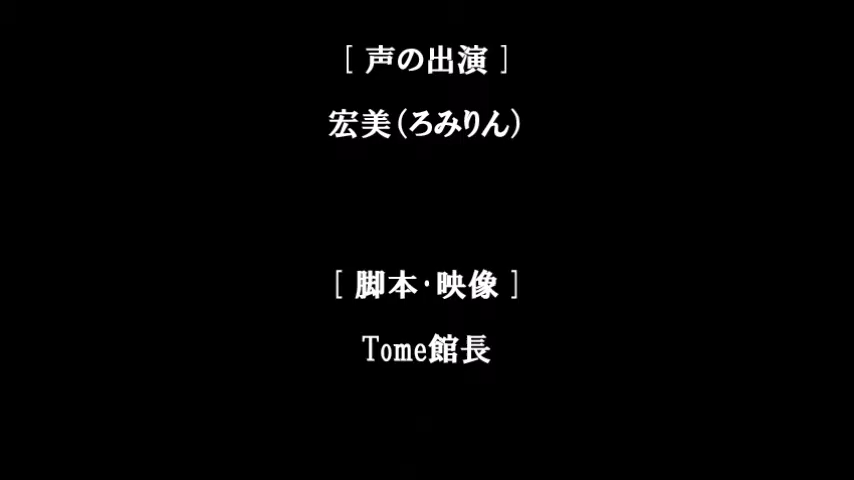 [ 声の出演 ]
宏美(ろみりん)
[ 脚本・映像 ]
Tome館長